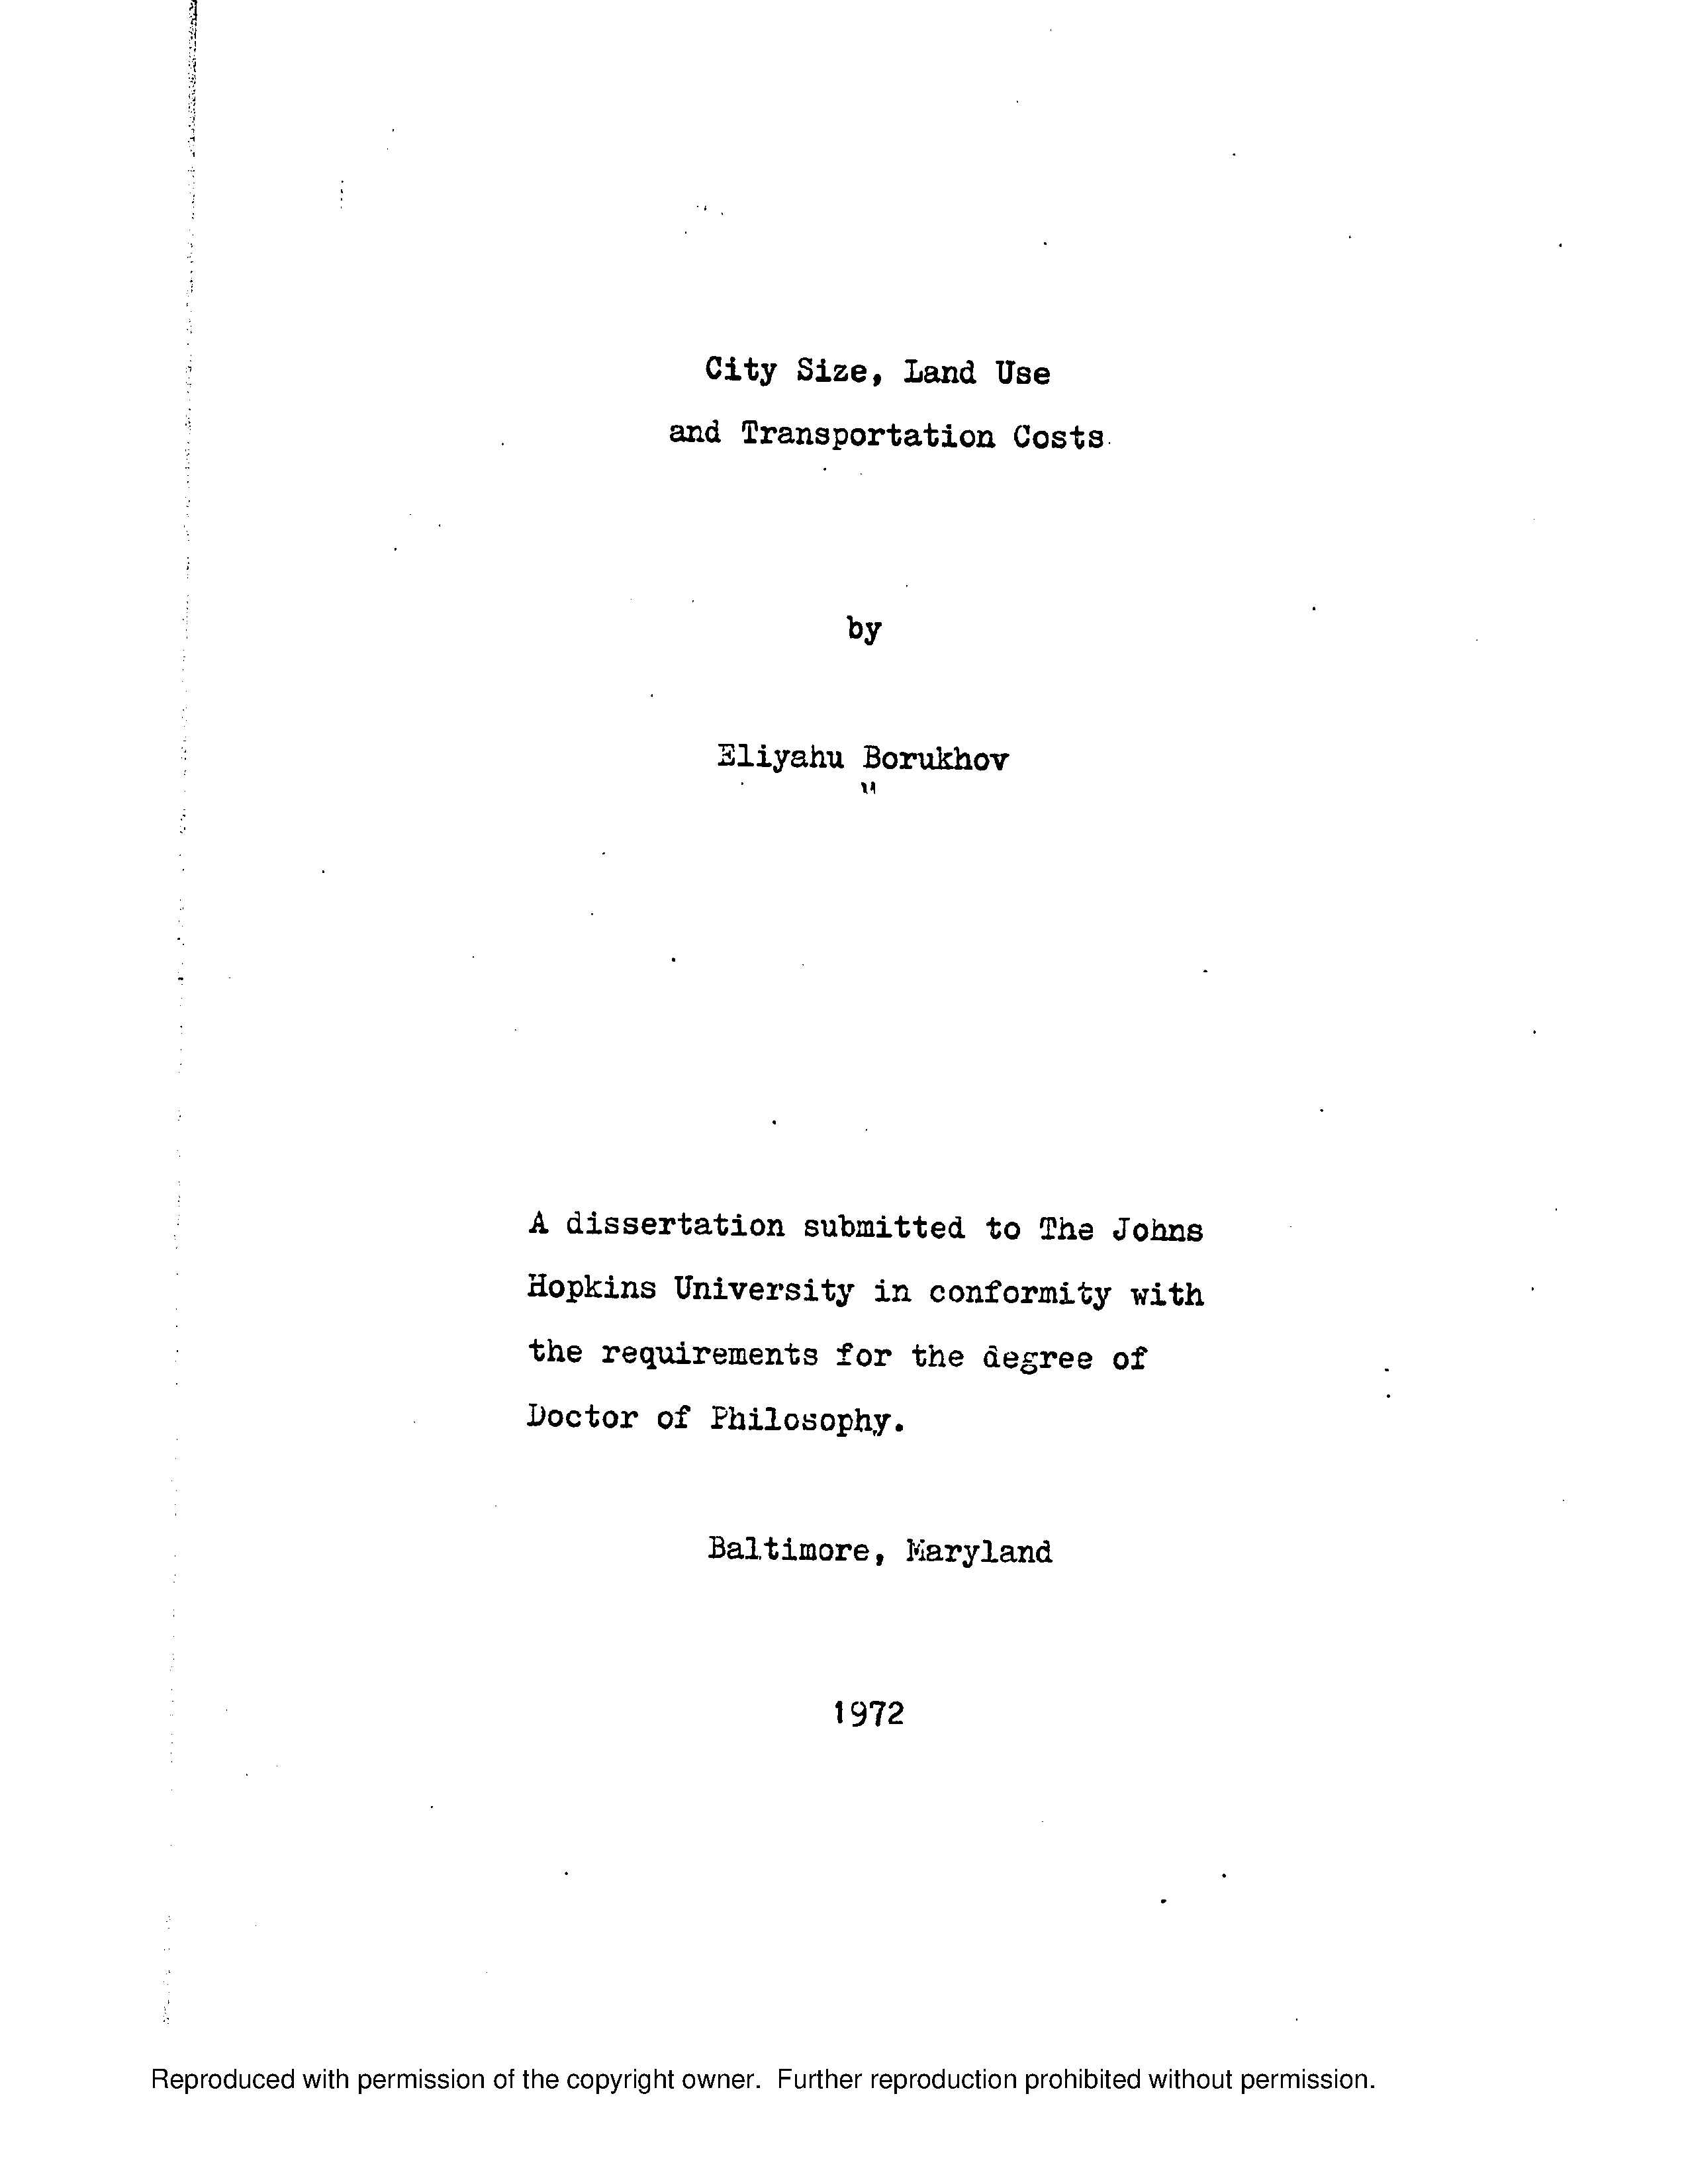 City Size, Land Use
and Transportation Costs
by
Eliyahu Borukhov
A dissertation submitted to The Johns
Hopkins University in conformity with
the requirements for the degree of
Doctor of Philosophy.
Baltimore, Maryland
1972
Reproduced with permission of the copyright owner. Further reproduction prohibited without permission.